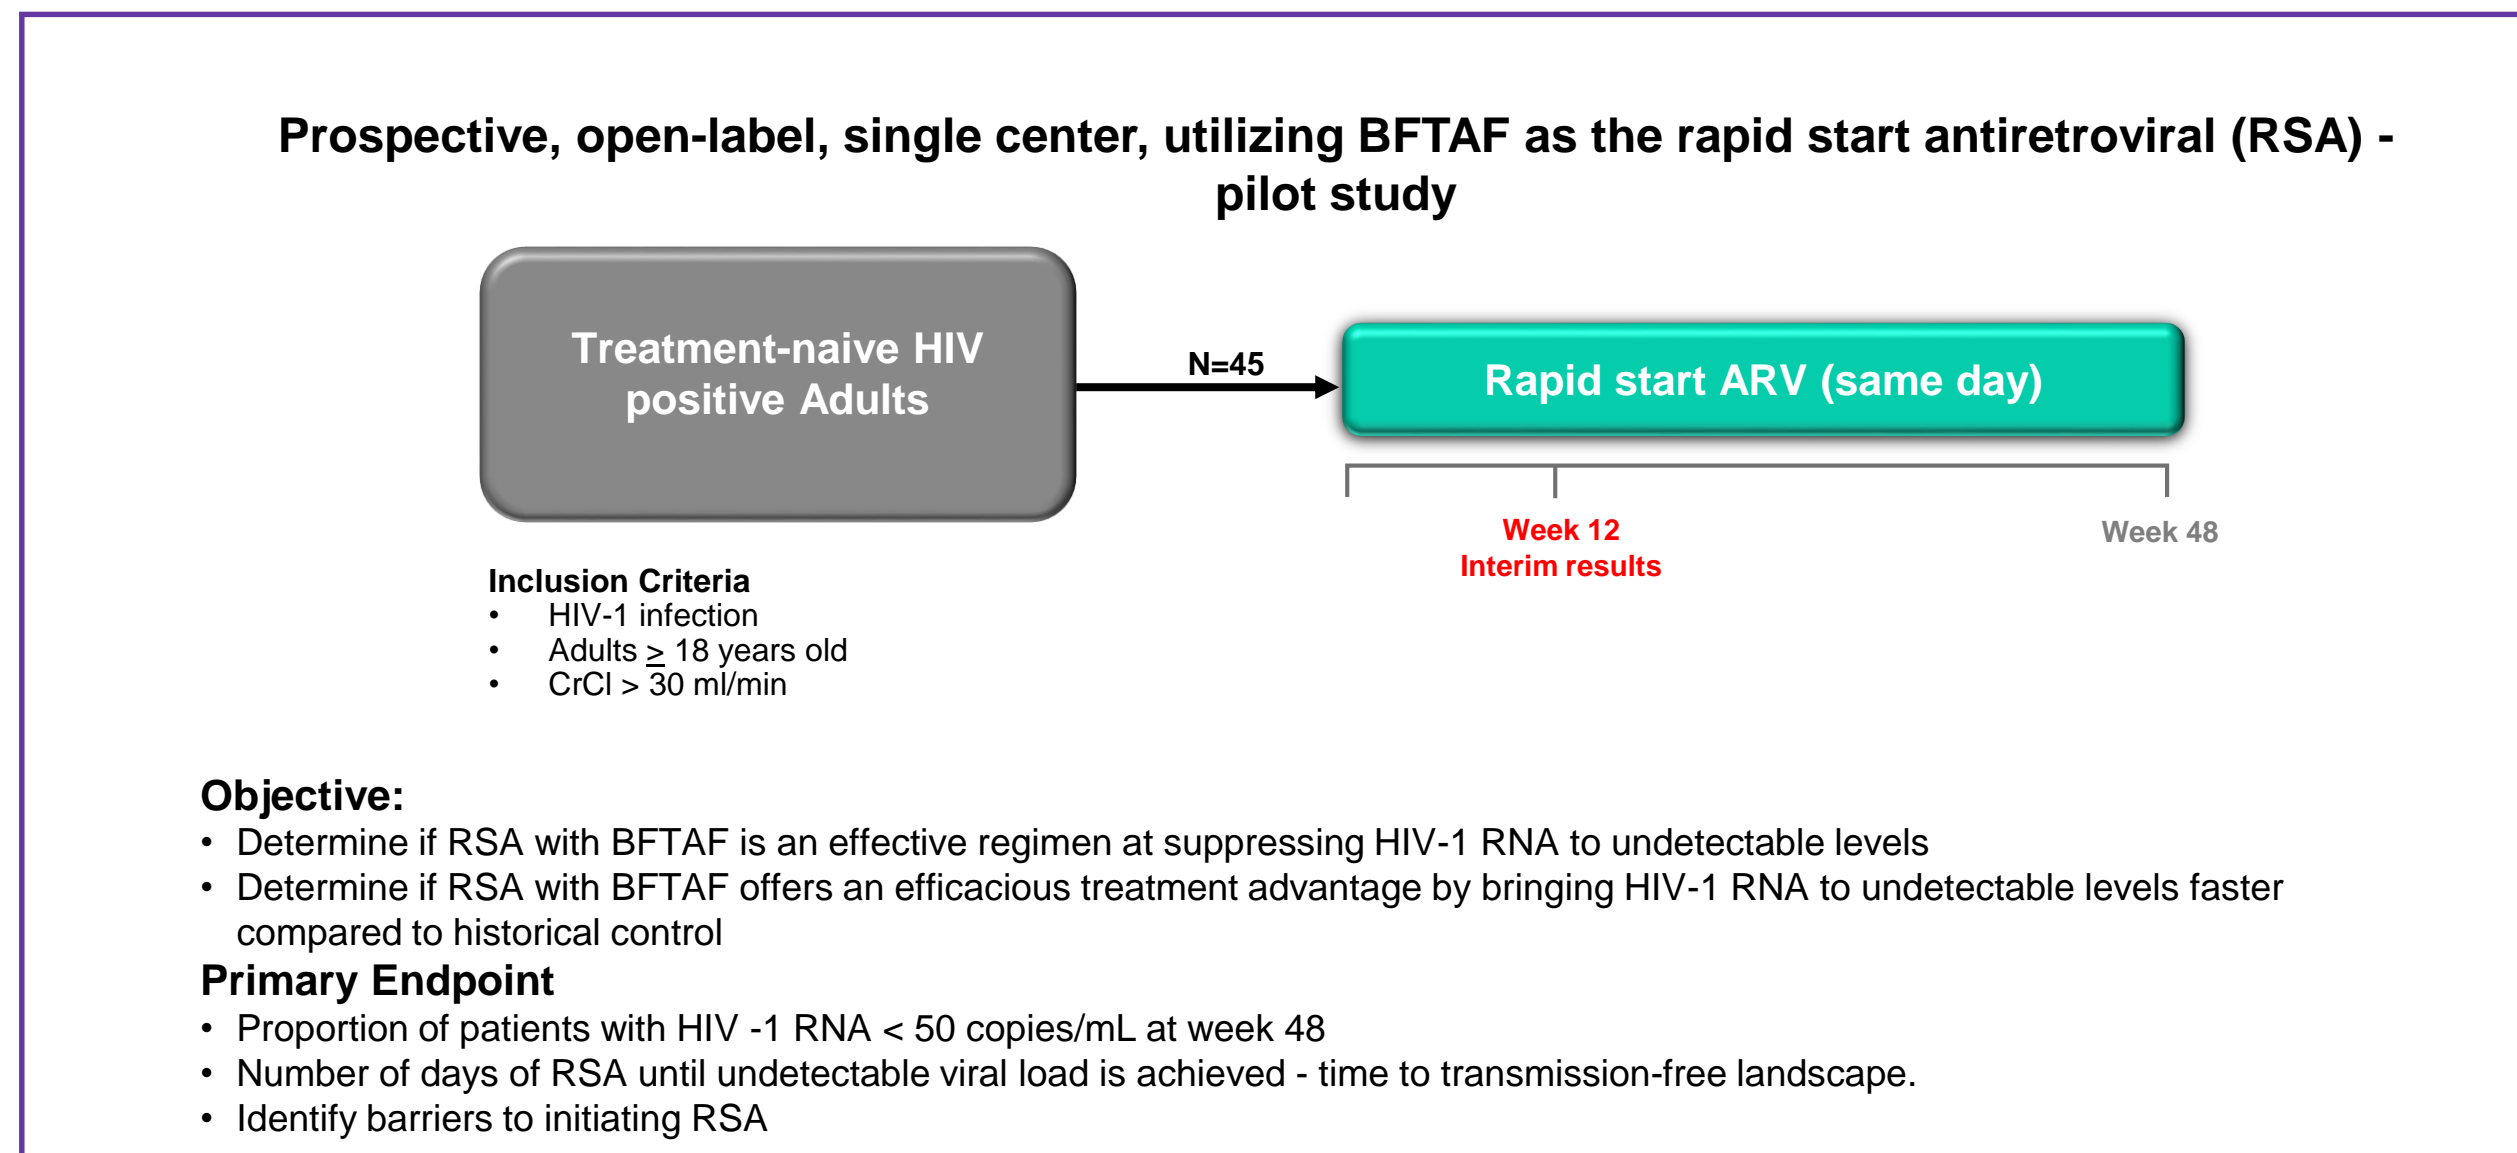 Prospective, open-label, single center, utilizing BFTAF as the rapid start antiretroviral (RSA) -
pilot study
Treatment-naive HIV
positive Adults
N=45
Rapid start ARV (same day)
Week 12
Interim results
Week 48
Inclusion Criteria
• HIV-1 infection
• Adults ≥ 18 years old
• CrCl > 30 ml/min
Objective:
• Determine if RSA with BFTAF is an effective regimen at suppressing HIV-1 RNA to undetectable levels
• Determine if RSA with BFTAF offers an efficacious treatment advantage by bringing HIV-1 RNA to undetectable levels faster
compared to historical control
Primary Endpoint
• Proportion of patients with HIV -1 RNA < 50 copies/mL at week 48
• Number of days of RSA until undetectable viral load is achieved - time to transmission-free landscape.
• Identify barriers to initiating RSA